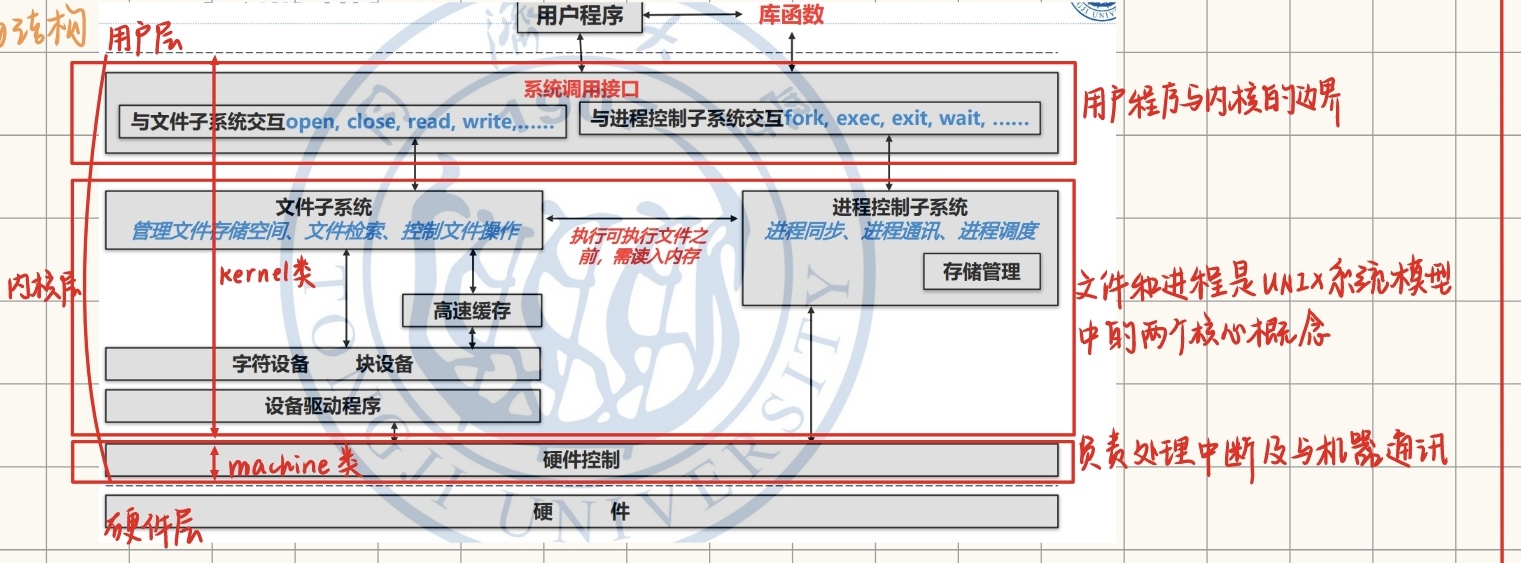 结构
用户层
用户程序
库函数
系统调用接口
与文件子系统交互open, close, read, write,……
与进程控制子系统交互fork, exec, exit, wait, ……
用户程序与内核的边界
文件子系统
管理文件存储空间、文件检索、控制文件操作
执行可执行文件之
前，需读入内存
进程控制子系统
进程同步、进程通讯、进程调度
存储管理
kernel类
内核层
高速缓存
字符设备 块设备
设备驱动程序
文件和进程是UNIX系统模型
中的两个核心概念
machine类
硬件控制
负责处理中断及与机器通讯
硬件层
硬 件
1907
TONGJI UNIVERSITY